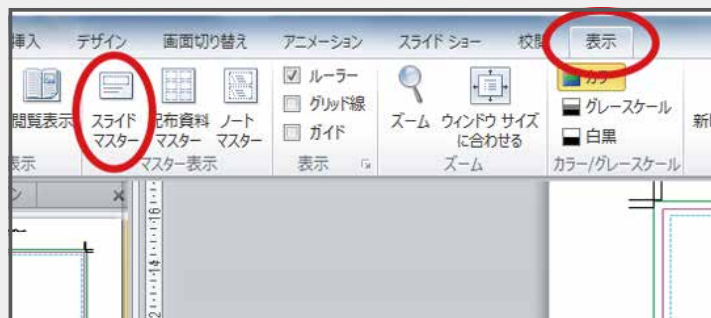 挿入 デザイン 画面切り替え アニメーション スライド ショー 校閲 表示
閲覧表示
スライド
マスター
配布資料
マスター
ノート
マスター
ルーラー
グリッド線
ガイド
ズーム
ウィンドウ サイズ
に合わせる
カラー
グレースケール
白黒
新
表示 マスター表示 表示 ズーム カラー/グレースケール
16
14